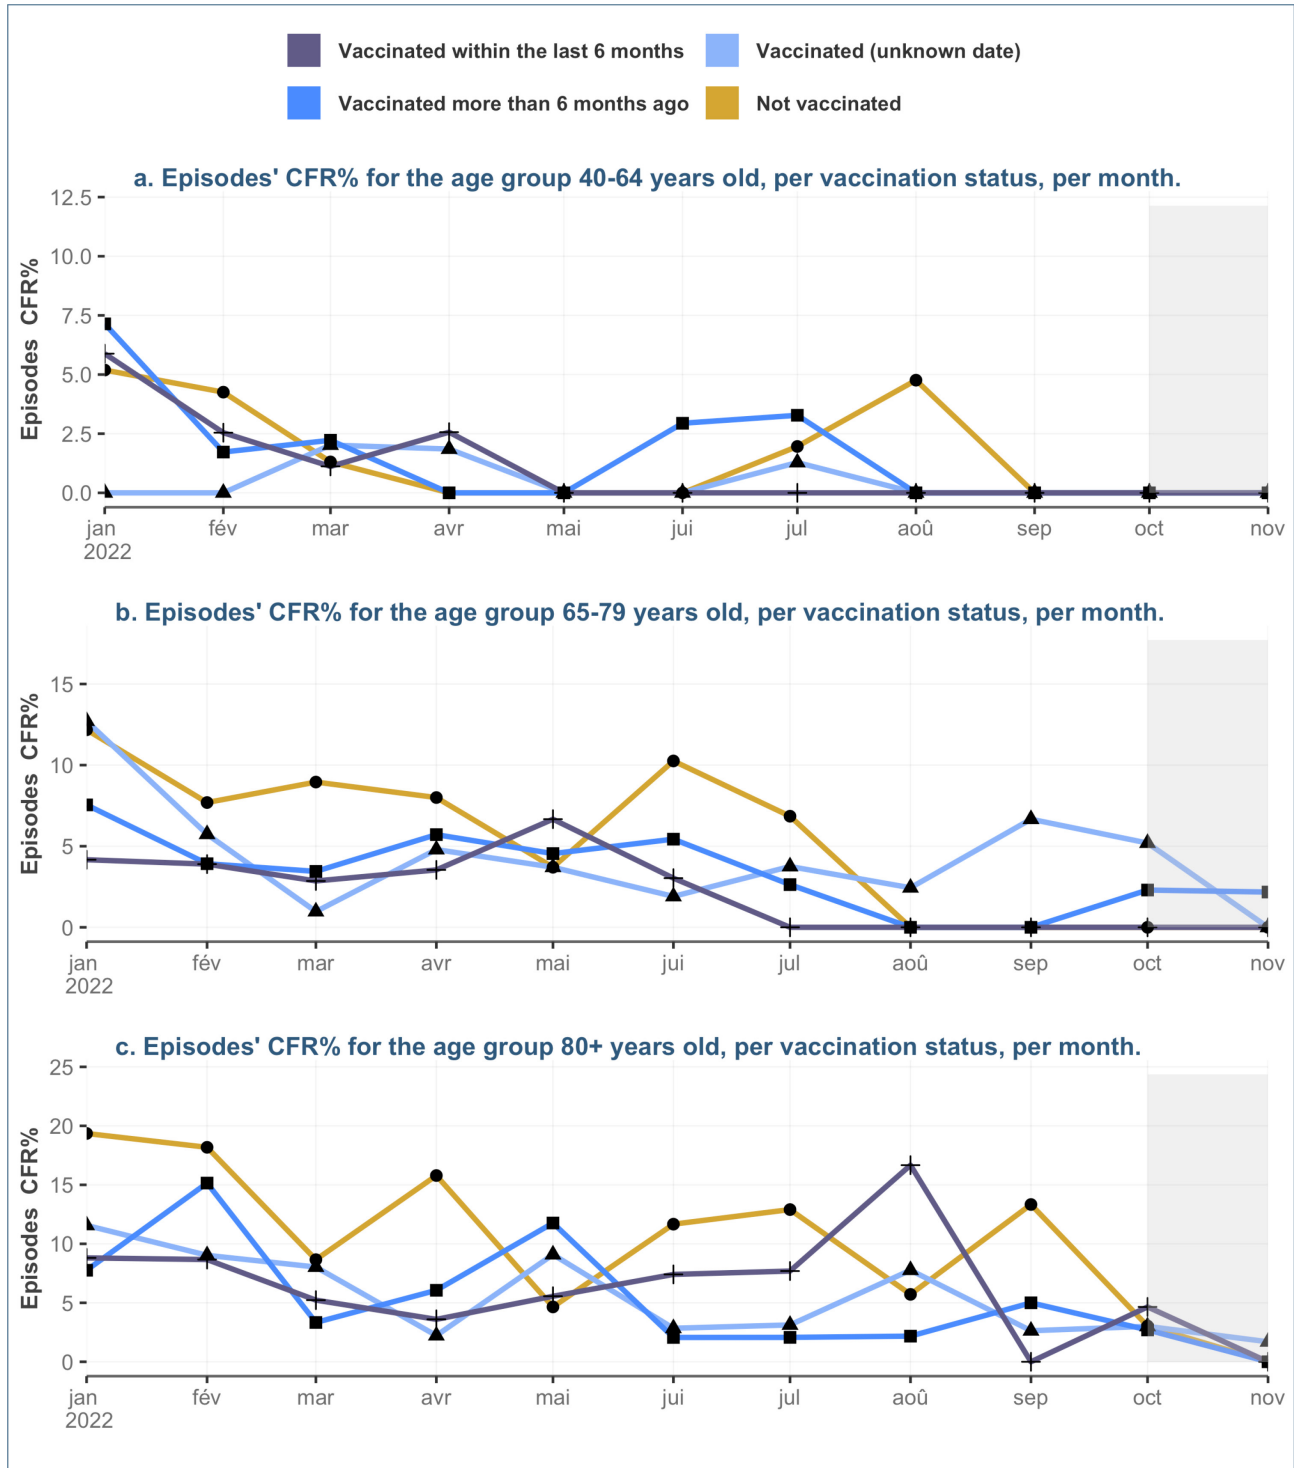 Vaccinated within the last 6 months
Vaccinated (unknown date)
Vaccinated more than 6 months ago
Not vaccinated
a. Episodes' CFR% for the age group 40-64 years old, per vaccination status, per month.
Episodes CFR%
12.5
10.0
7.5
5.0
2.5
0.0
jan fév mar avr mai jui jul aoû sep oct nov
2022
b. Episodes' CFR% for the age group 65-79 years old, per vaccination status, per month.
Episodes CFR%
15
10
5
0
jan fév mar avr mai jui jul aoû sep oct nov
2022
c. Episodes' CFR% for the age group 80+ years old, per vaccination status, per month.
Episodes CFR%
25
20
15
10
5
0
jan fév mar avr mai jui jul aoû sep oct nov
2022